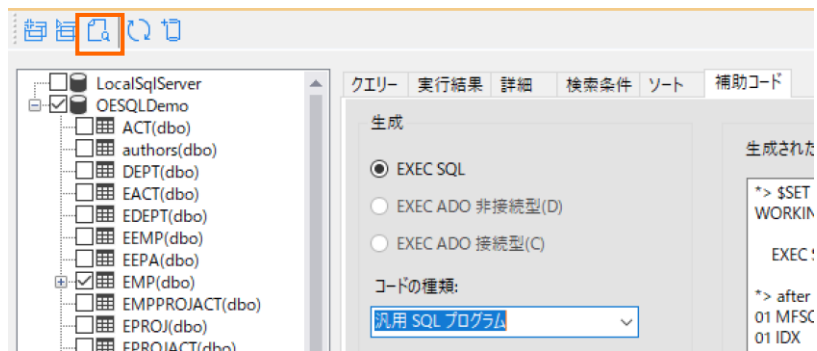 LocalSqlServer
OESQLDemo
ACT(dbo)
authors(dbo)
DEPT(dbo)
EACT(dbo)
EDEPT(dbo)
EEMP(dbo)
EEPA(dbo)
EMP(dbo)
EMPPROJACT(dbo)
EPROJ(dbo)
EPROJACT(dbo)
クエリー 実行結果 詳細 検索条件 ソート 補助コード
生成
EXEC SQL
EXEC ADO 非接続型(D)
EXEC ADO 接続型(C)
コードの種類:
汎用 SQL プログラム
生成された
*> $SET
WORKIN
EXEC S
*> after
01 MFSQ
01 IDX